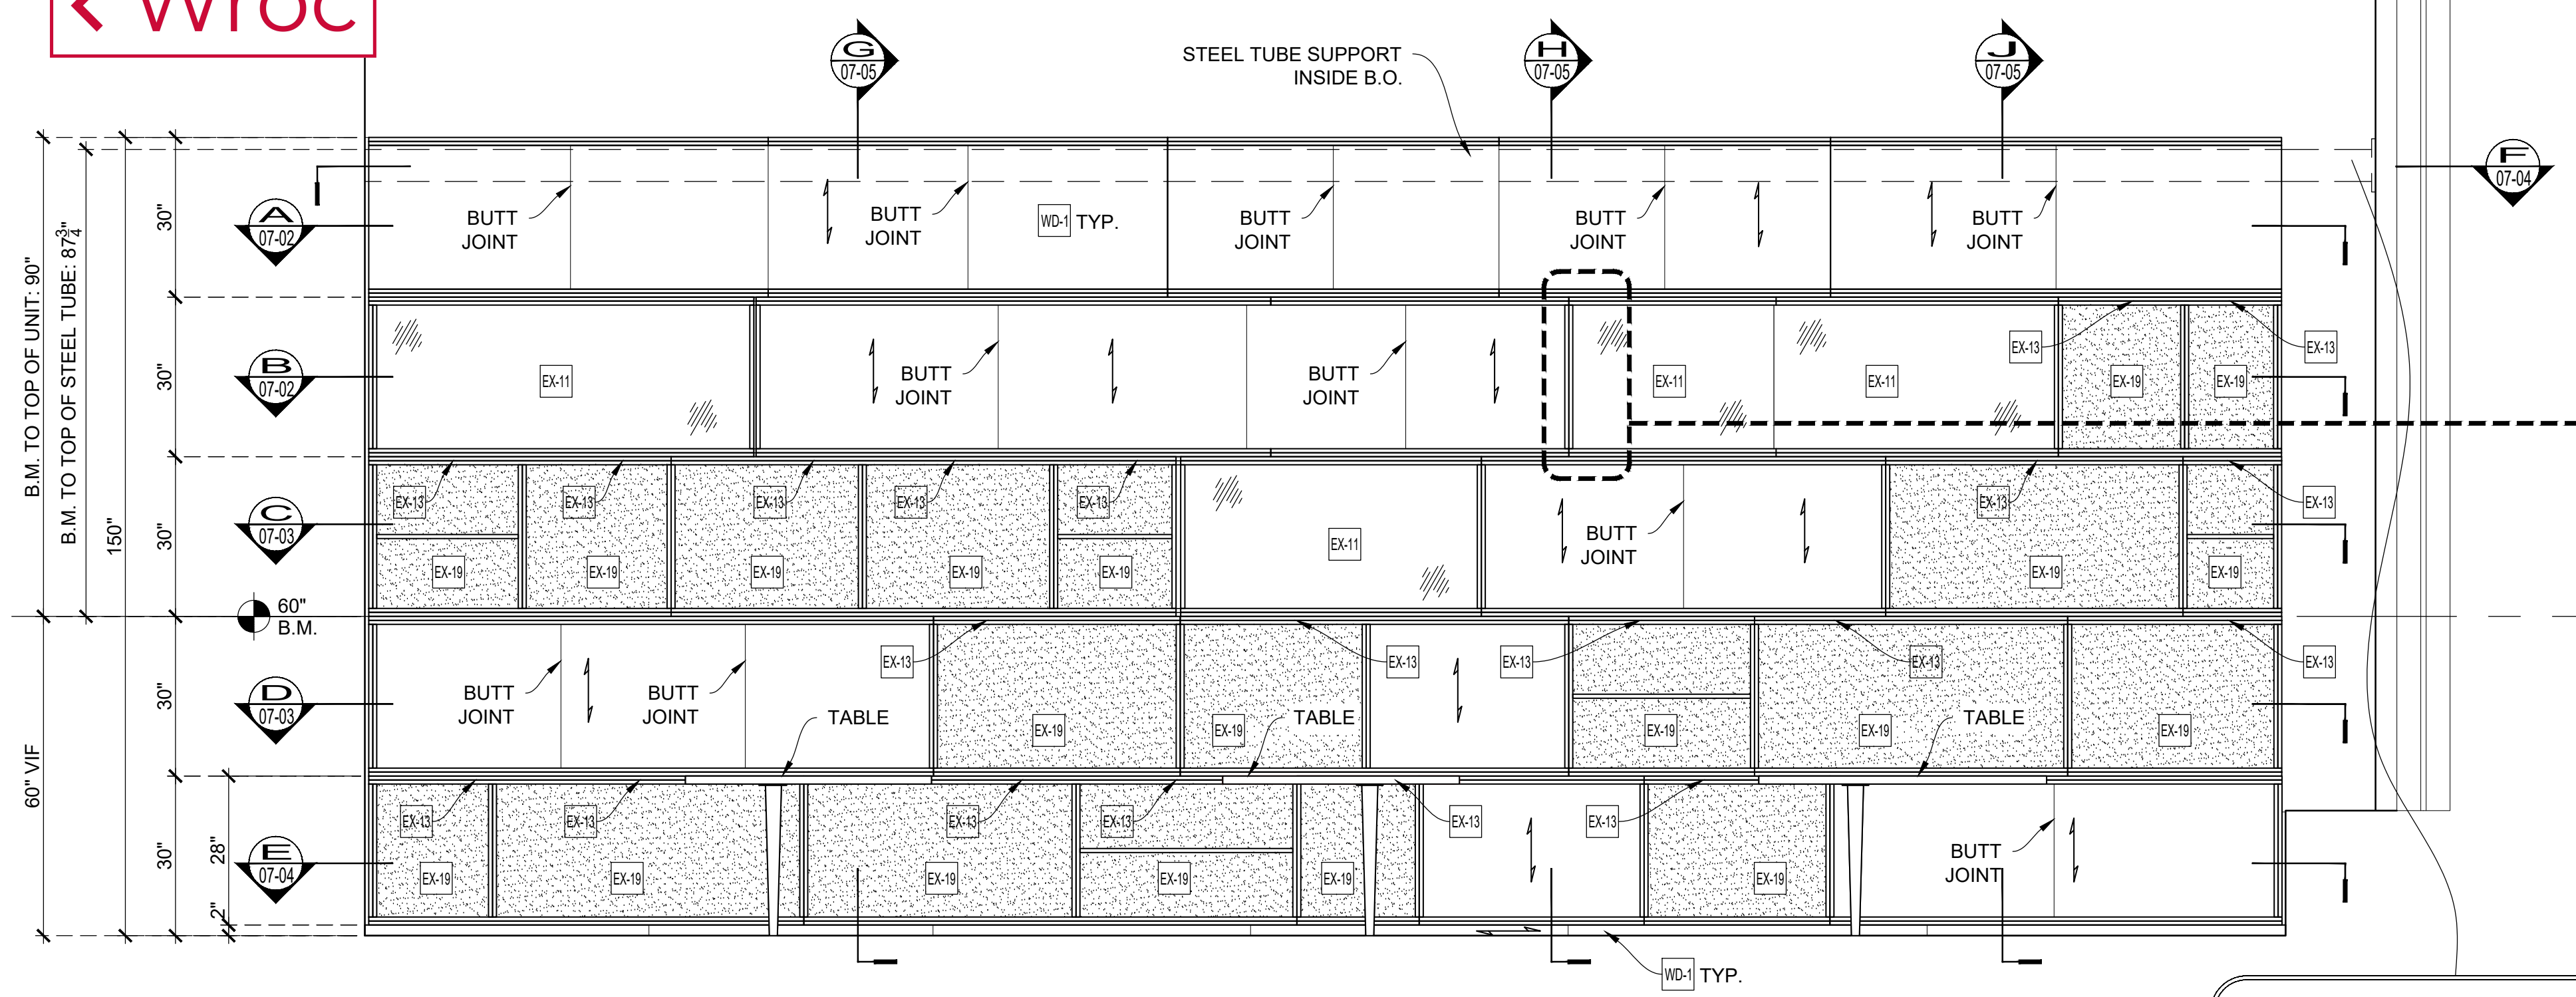 < Wroc
G
07-05
STEEL TUBE SUPPORT
INSIDE B.O.
H
07-05
J
07-05
F
07-04
B.M. TO TOP OF UNIT: 90"
B.M. TO TOP OF STEEL TUBE: 87 3/4"
150"
60" VIF
30"
30"
30"
30"
30"
28"
2"
A
07-02
BUTT
JOINT
BUTT
JOINT
WD-1 TYP.
BUTT
JOINT
BUTT
JOINT
BUTT
JOINT
B
07-02
EX-11
BUTT
JOINT
BUTT
JOINT
EX-11
EX-11
EX-13
EX-19
EX-19
EX-13
C
07-03
EX-13
EX-13
EX-13
EX-13
EX-13
EX-19
EX-19
EX-19
EX-19
EX-19
EX-11
BUTT
JOINT
EX-13
EX-19
EX-19
EX-13
60"
B.M.
D
07-03
BUTT
JOINT
BUTT
JOINT
TABLE
EX-13
EX-19
EX-19
TABLE
EX-13
EX-13
EX-19
EX-13
EX-19
TABLE
EX-19
EX-13
E
07-04
EX-13
EX-19
EX-13
EX-19
EX-13
EX-19
EX-13
EX-19
EX-19
EX-13
EX-13
EX-19
BUTT
JOINT
WD-1 TYP.